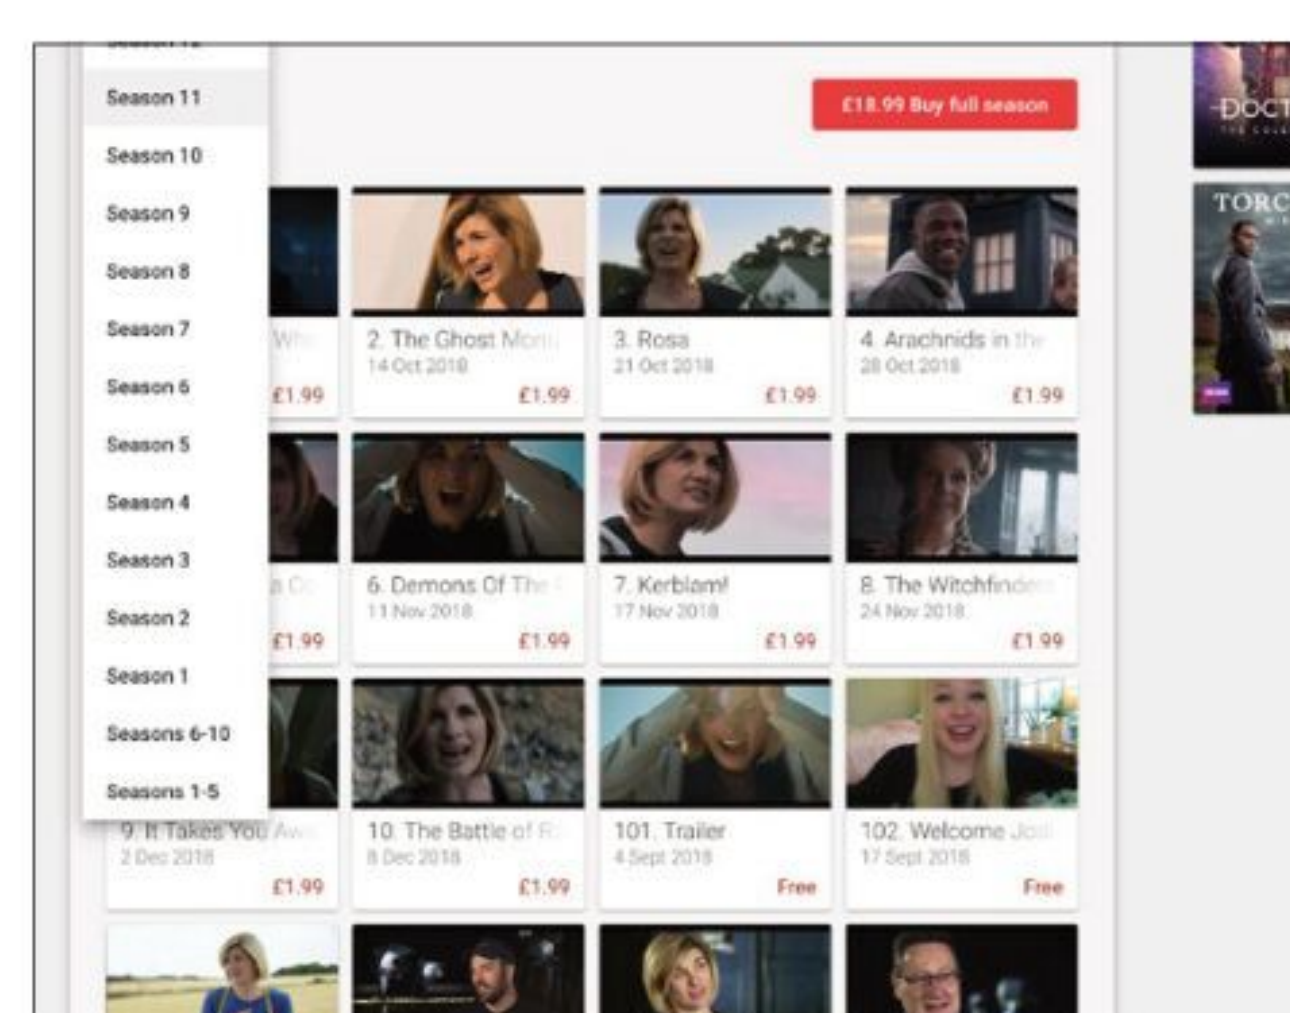 Season 12
Season 11
Season 10
Season 9
Season 8
Season 7
Season 6
Season 5
Season 4
Season 3
Season 2
Season 1
Seasons 6-10
Seasons 1-5
£18.99 Buy full season
£1.99
2. The Ghost
14 Oct 2018
£1.99
3. Rosa
21 Oct 2018
£1.99
4. Arachnids in the
28 Oct 2018
£1.99
£1.99
6. Demons Of The
11 Nov 2018
£1.99
7. Kerblam!
17 Nov 2018
£1.99
8. The Witchfinders
24 Nov 2018
£1.99
9. It Takes You
2 Dec 2018
£1.99
10. The Battle of
8 Dec 2018
£1.99
101. Trailer
4 Sept 2018
Free
102. Welcome
17 Sept 2018
Free
DOCT
TORC